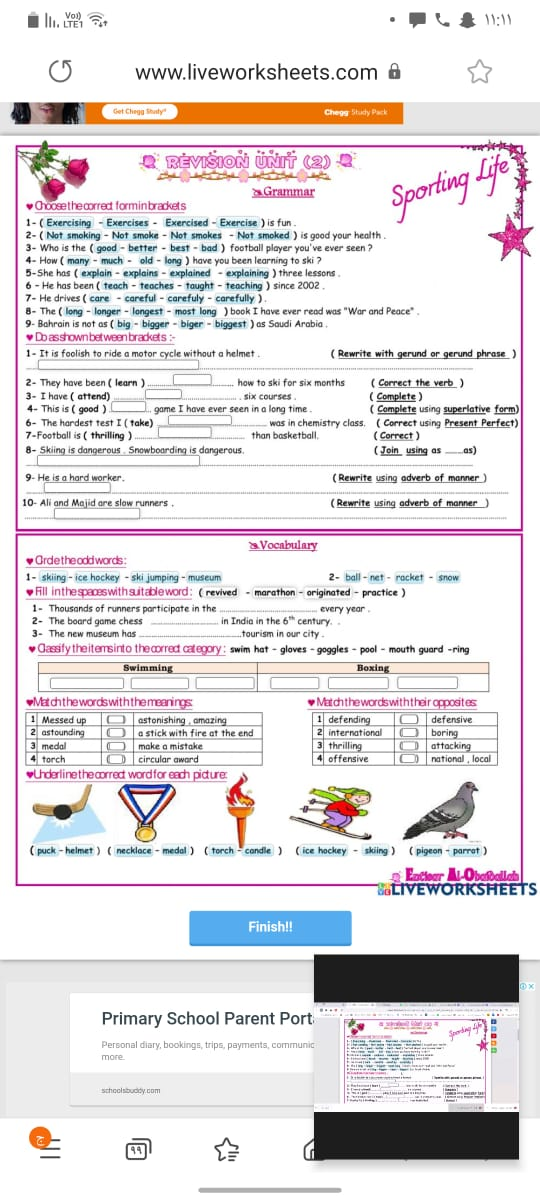 Vo)) LTE1
11:11
www.liveworksheets.com
Get Chegg Study®
Chegg Study Pack
REVISION UNIT (2)
Sporting Life
Grammar
Choose the correct form in brackets
1- ( Exercising - Exercises - Exercised - Exercise ) is fun .
2- ( Not smoking - Not smoke - Not smokes - Not smoked ) is good your health .
3- Who is the ( good - better - best - bad ) football player you've ever seen ?
4- How ( many - much - old - long ) have you been learning to ski ?
5-She has ( explain - explains - explained - explaining ) three lessons .
6 - He has been ( teach - teaches - taught - teaching ) since 2002 .
7- He drives ( care - careful - carefuly - carefully ) .
8- The ( long - longer - longest - most long ) book I have ever read was "War and Peace" .
9- Bahrain is not as ( big - bigger - biger - biggest ) as Saudi Arabia .
Do as shown between brackets :-
1- It is foolish to ride a motor cycle without a helmet . ( Rewrite with gerund or gerund phrase )
2- They have been ( learn ) ............ how to ski for six months ( Correct the verb )
3- I have ( attend) ............ . six courses . ( Complete )
4- This is ( good ) ............ game I have ever seen in a long time . ( Complete using superlative form)
6- The hardest test I ( take) ............ was in chemistry class. ( Correct using Present Perfect)
7-Football is ( thrilling ) ............ than basketball. ( Correct )
8- Skiing is dangerous . Snowboarding is dangerous. ( Join using as ......as)
9- He is a hard worker. ( Rewrite using adverb of manner )
10- Ali and Majid are slow runners . ( Rewrite using adverb of manner )
Vocabulary
Circle the odd words :
1- skiing - ice hockey - ski jumping - museum 2- ball - net - racket - snow
Fill in the spaces with suitable word : ( revived - marathon - originated - practice )
1- Thousands of runners participate in the ............ every year .
2- The board game chess ............ in India in the 6th century. .
3- The new museum has ............tourism in our city .
Classify the items into the correct category : swim hat - gloves - goggles - pool - mouth guard -ring
Swimming Boxing
Match the words with the meanings: Match the words with their opposites:
1 Messed up astonishing , amazing 1 defending defensive
2 astounding a stick with fire at the end 2 international boring
3 medal make a mistake 3 thrilling attacking
4 torch circular award 4 offensive national , local
Underline the correct word for each picture:
( puck - helmet ) ( necklace - medal ) ( torch - candle ) ( ice hockey - skiing ) ( pigeon - parrot )
LIVEWORKSHEETS
Finish!!
Primary School Parent Port
Personal diary, bookings, trips, payments, communic
more.
schoolsbuddy.com
ج
٩٩